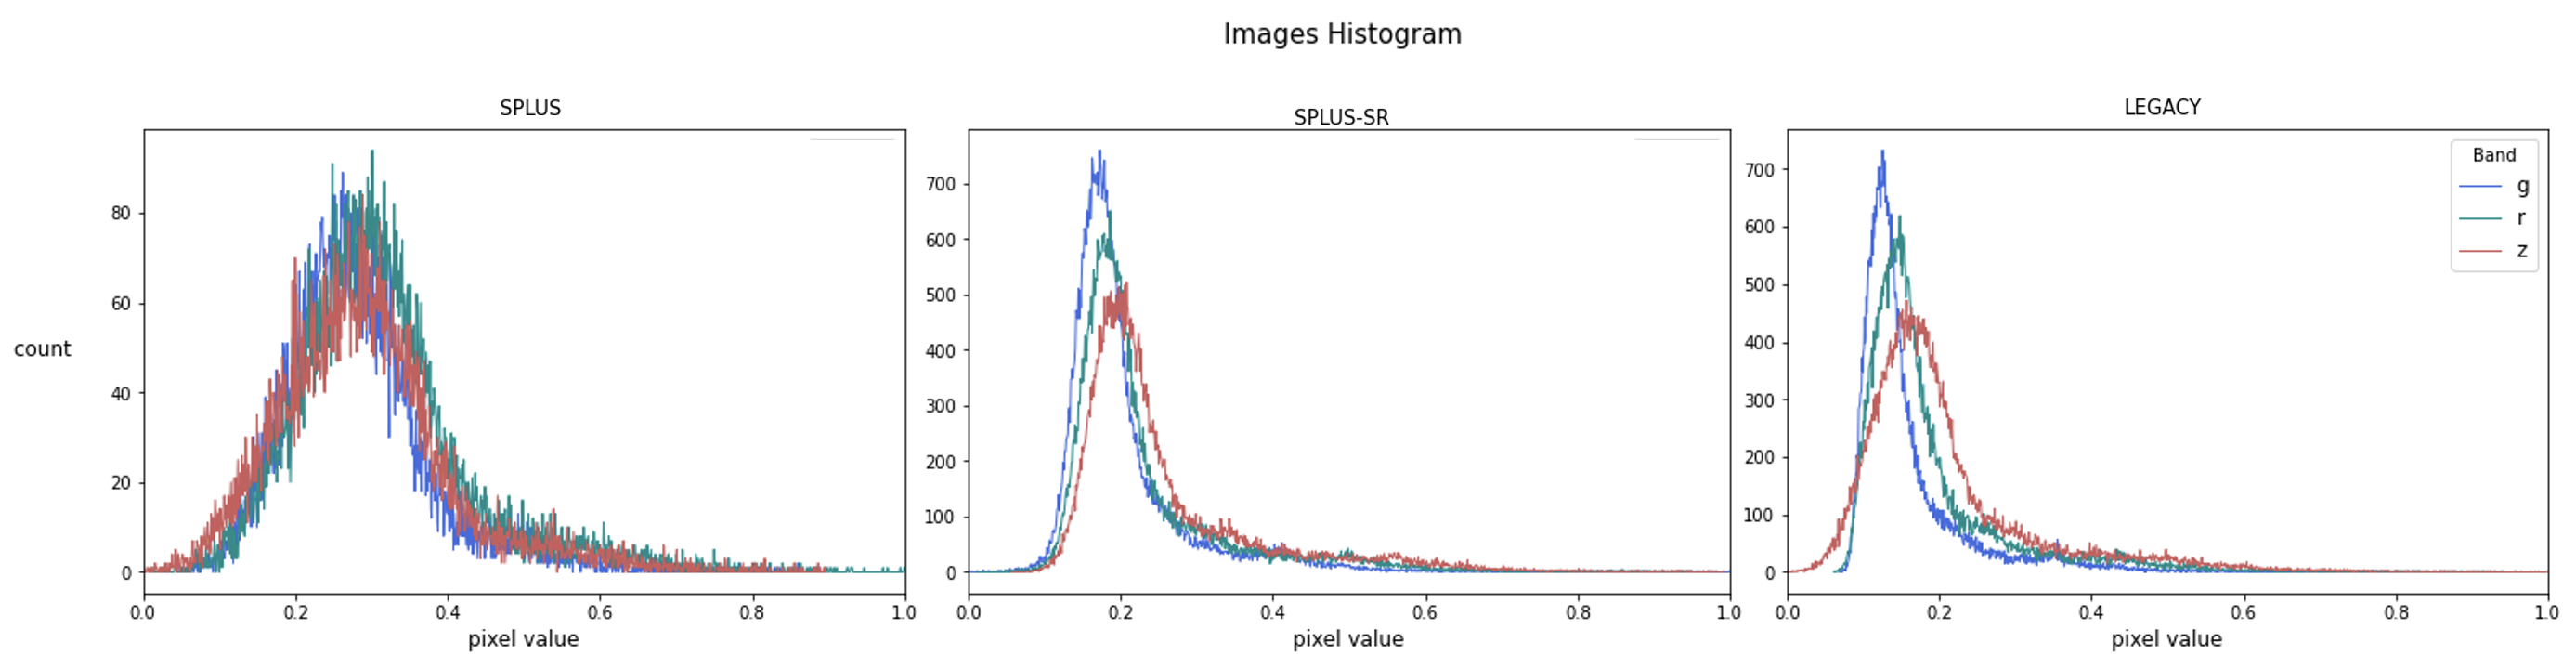 Images Histogram
SPLUS
SPLUS-SR
LEGACY
count
80
60
40
20
0
0.0 0.2 0.4 0.6 0.8 1.0
pixel value
700
600
500
400
300
200
100
0
0.0 0.2 0.4 0.6 0.8 1.0
pixel value
700
600
500
400
300
200
100
0
0.0 0.2 0.4 0.6 0.8 1.0
pixel value
Band
g
r
z